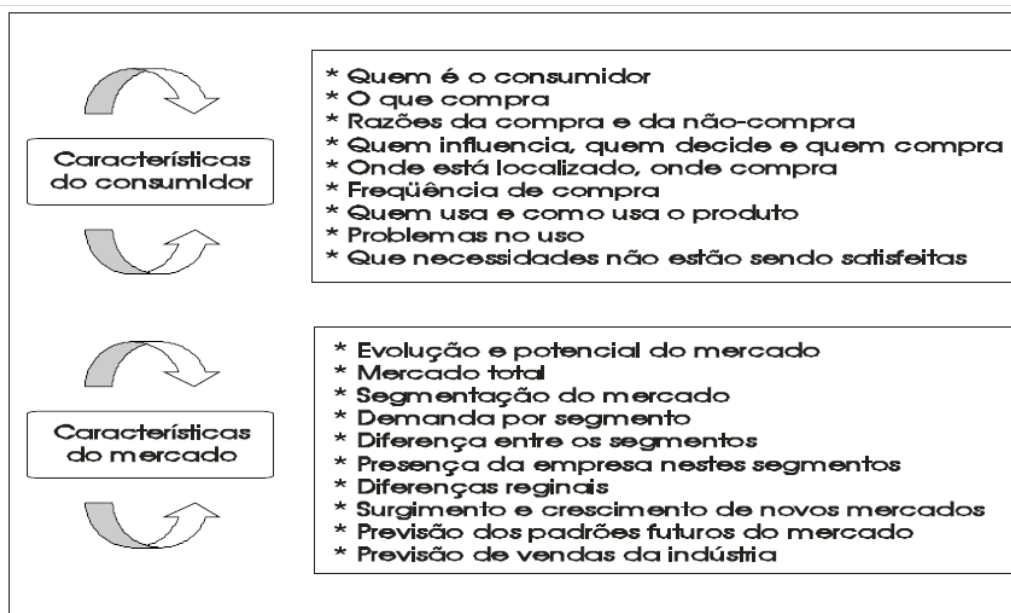 Características
do consumidor
* Quem é o consumidor
* O que compra
* Razões da compra e da não-compra
* Quem influencia, quem decide e quem compra
* Onde está localizado, onde compra
* Freqüência de compra
* Quem usa e como usa o produto
* Problemas no uso
* Que necessidades não estão sendo satisfeitas
Características
do mercado
* Evolução e potencial do mercado
* Mercado total
* Segmentação do mercado
* Demanda por segmento
* Diferença entre os segmentos
* Presença da empresa nestes segmentos
* Diferenças reginais
* Surgimento e crescimento de novos mercados
* Previsão dos padrões futuros do mercado
* Previsão de vendas da indústria